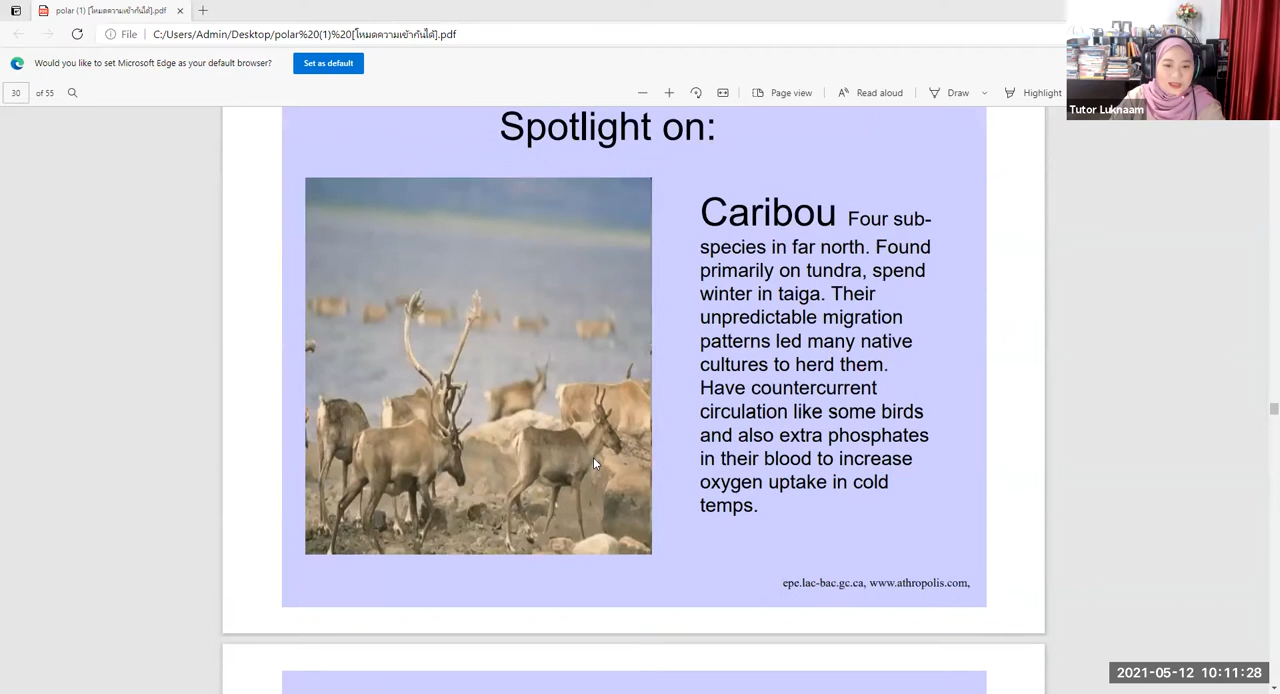 polar (1) [โหมดความเข้ากันได้].pdf
File
C:/Users/Admin/Desktop/polar%20(1)%20[โหมดความเข้ากันได้].pdf
Would you like to set Microsoft Edge as your default browser?
Set as default
30 of 55
Page view
Read aloud
Draw
Highlight
Tutor Luknaam
Spotlight on:
Caribou Four sub-
species in far north. Found
primarily on tundra, spend
winter in taiga. Their
unpredictable migration
patterns led many native
cultures to herd them.
Have countercurrent
circulation like some birds
and also extra phosphates
in their blood to increase
oxygen uptake in cold
temps.
epe.lac-bac.gc.ca, www.athropolis.com,
2021-05-12 10:11:28